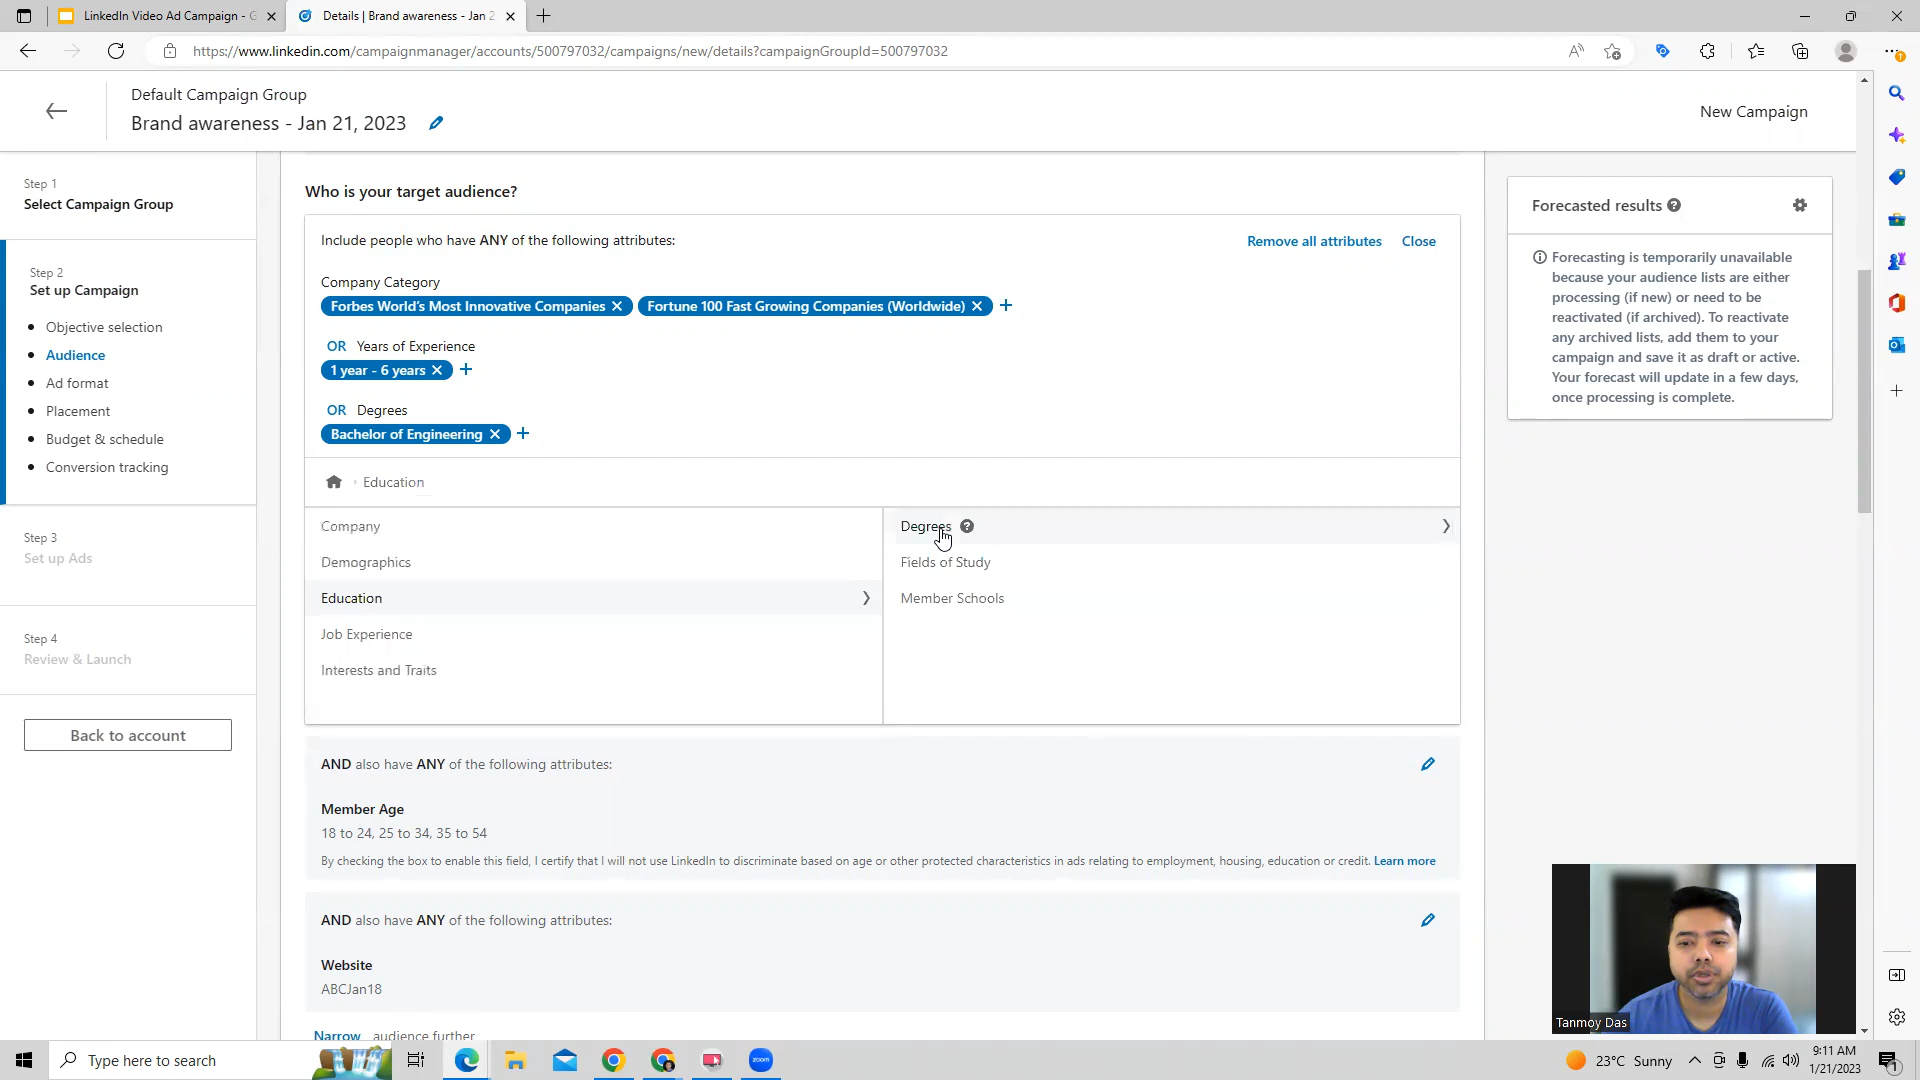 LinkedIn Video Ad Campaign - G
Details | Brand awareness - Jan 2
https://www.linkedin.com/campaignmanager/accounts/500797032/campaigns/new/details?campaignGroupId=500797032
Default Campaign Group
Brand awareness - Jan 21, 2023
New Campaign
Step 1
Select Campaign Group
Step 2
Set up Campaign
Objective selection
Audience
Ad format
Placement
Budget & schedule
Conversion tracking
Step 3
Set up Ads
Step 4
Review & Launch
Back to account
Who is your target audience?
Include people who have ANY of the following attributes:
Remove all attributes Close
Company Category
Forbes World's Most Innovative Companies Fortune 100 Fast Growing Companies (Worldwide)
OR Years of Experience
1 year - 6 years
OR Degrees
Bachelor of Engineering
Education
Company
Demographics
Education
Job Experience
Interests and Traits
Degrees
Fields of Study
Member Schools
AND also have ANY of the following attributes:
Member Age
18 to 24, 25 to 34, 35 to 54
By checking the box to enable this field, I certify that I will not use LinkedIn to discriminate based on age or other protected characteristics in ads relating to employment, housing, education or credit. Learn more
AND also have ANY of the following attributes:
Website
ABCJan18
Narrow audience further
Forecasted results
Forecasting is temporarily unavailable
because your audience lists are either
processing (if new) or need to be
reactivated (if archived). To reactivate
any archived lists, add them to your
campaign and save it as draft or active.
Your forecast will update in a few days,
once processing is complete.
Tanmoy Das
Type here to search
zoom
23°C Sunny
9:11 AM
1/21/2023
1